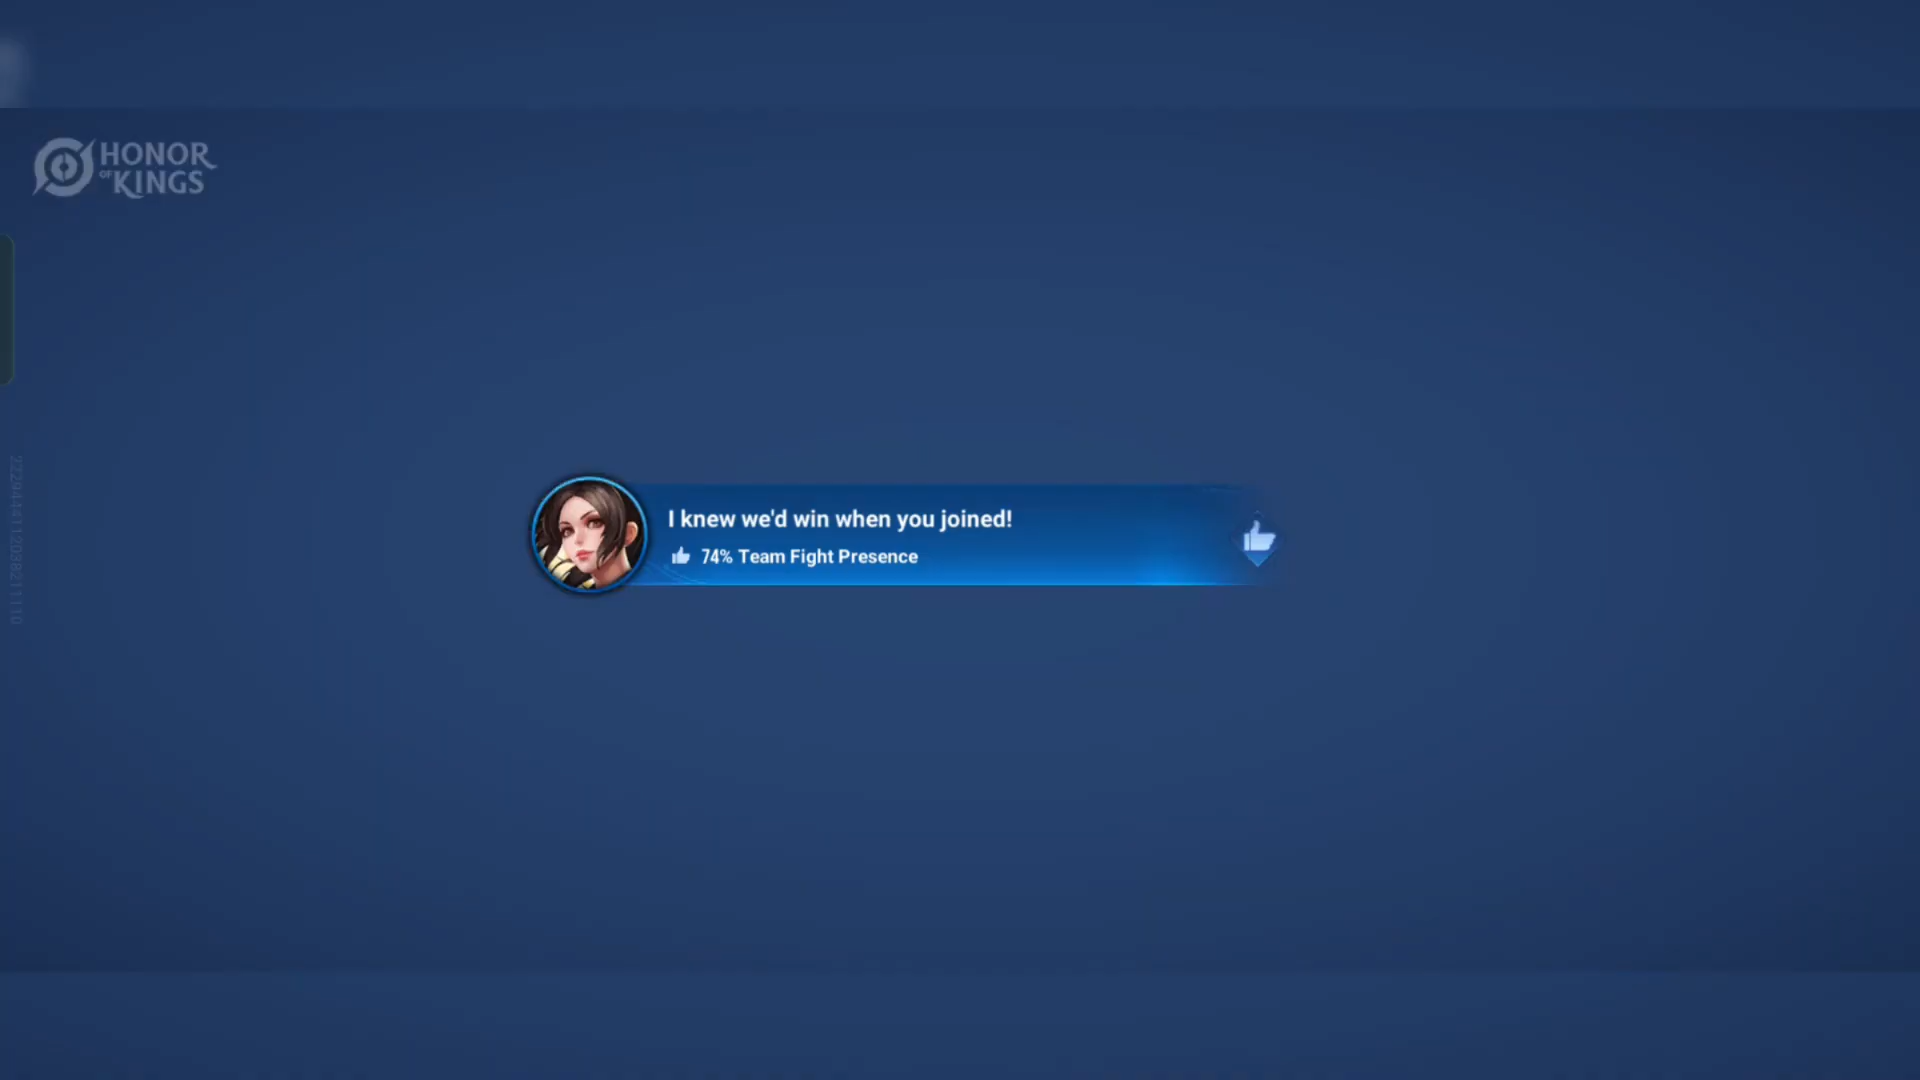 HONOR
OF KINGS
I knew we'd win when you joined!
74% Team Fight Presence